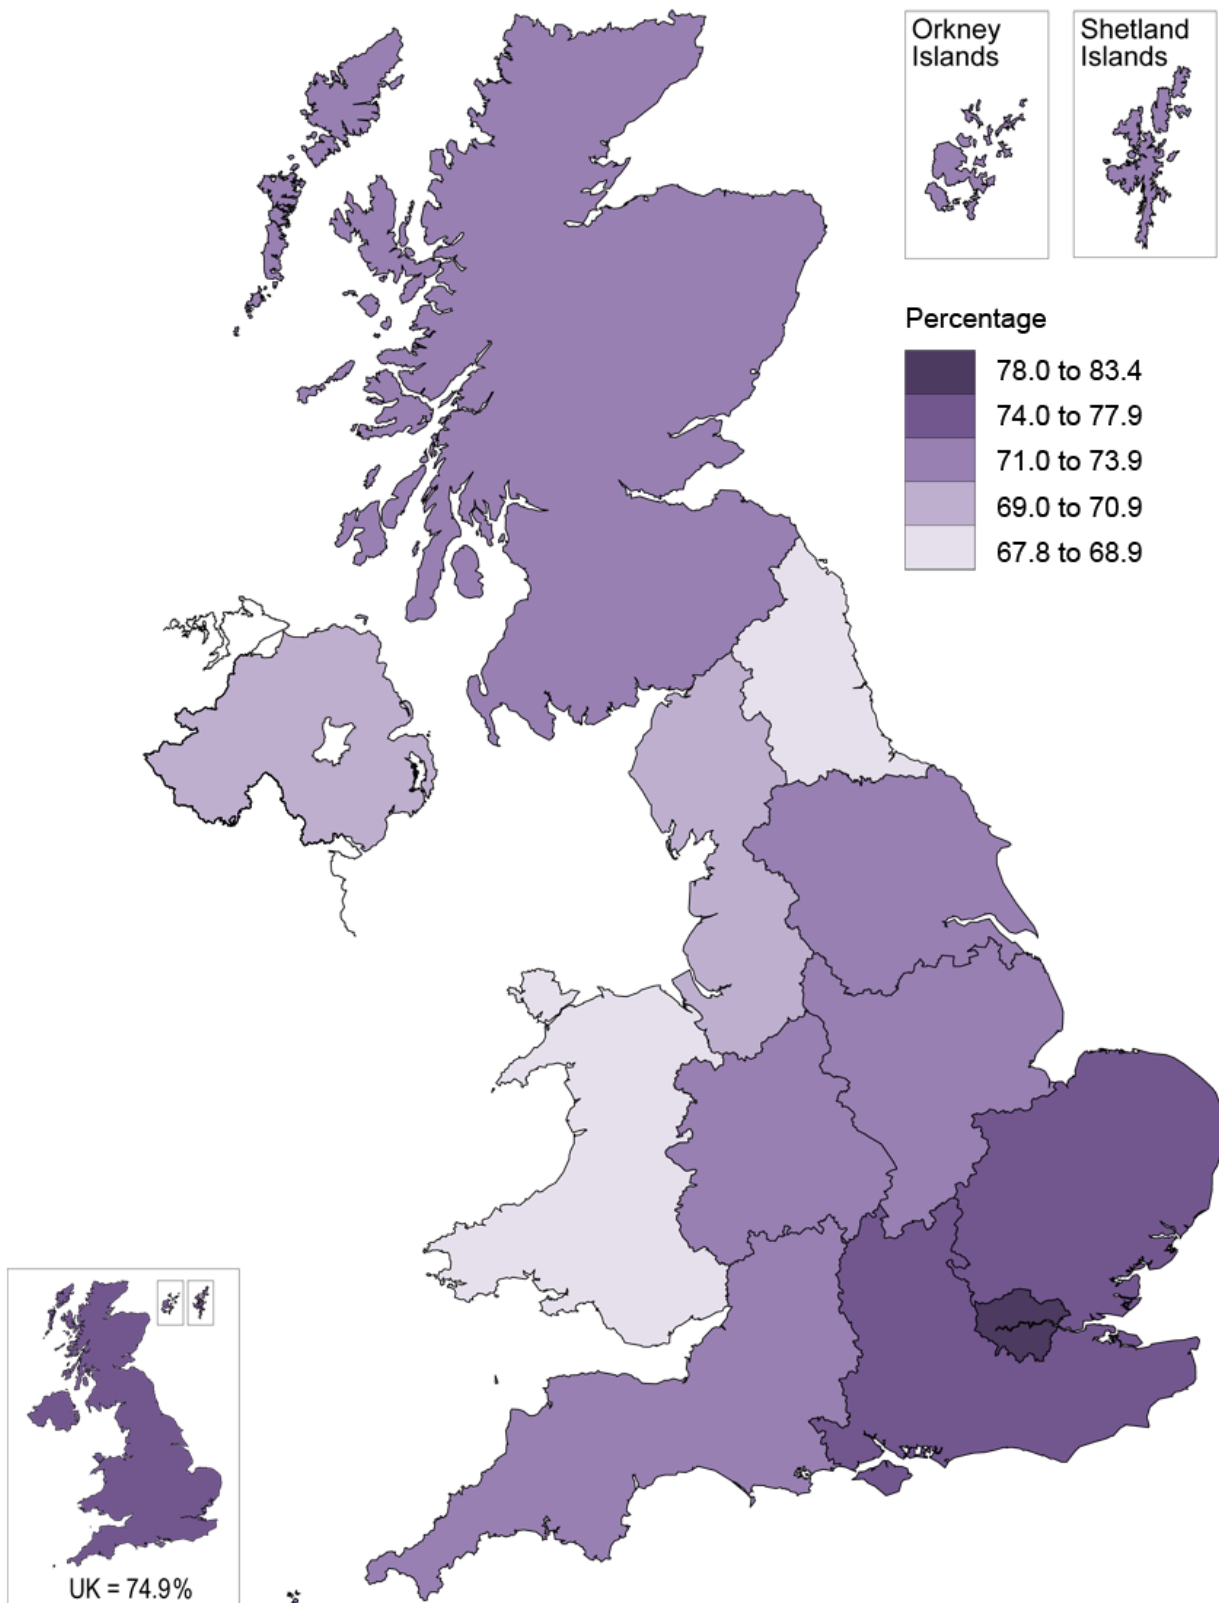 Orkney
Islands
Shetland
Islands
Percentage
78.0 to 83.4
74.0 to 77.9
71.0 to 73.9
69.0 to 70.9
67.8 to 68.9
UK = 74.9%